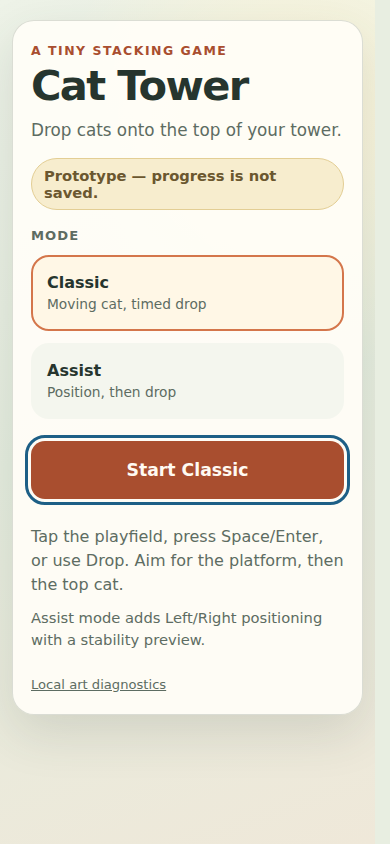 A TINY STACKING GAME
Cat Tower
Drop cats onto the top of your tower.
Prototype — progress is not
saved.
MODE
Classic
Moving cat, timed drop
Assist
Position, then drop
Start Classic
Tap the playfield, press Space/Enter,
or use Drop. Aim for the platform, then
the top cat.
Assist mode adds Left/Right positioning
with a stability preview.
Local art diagnostics